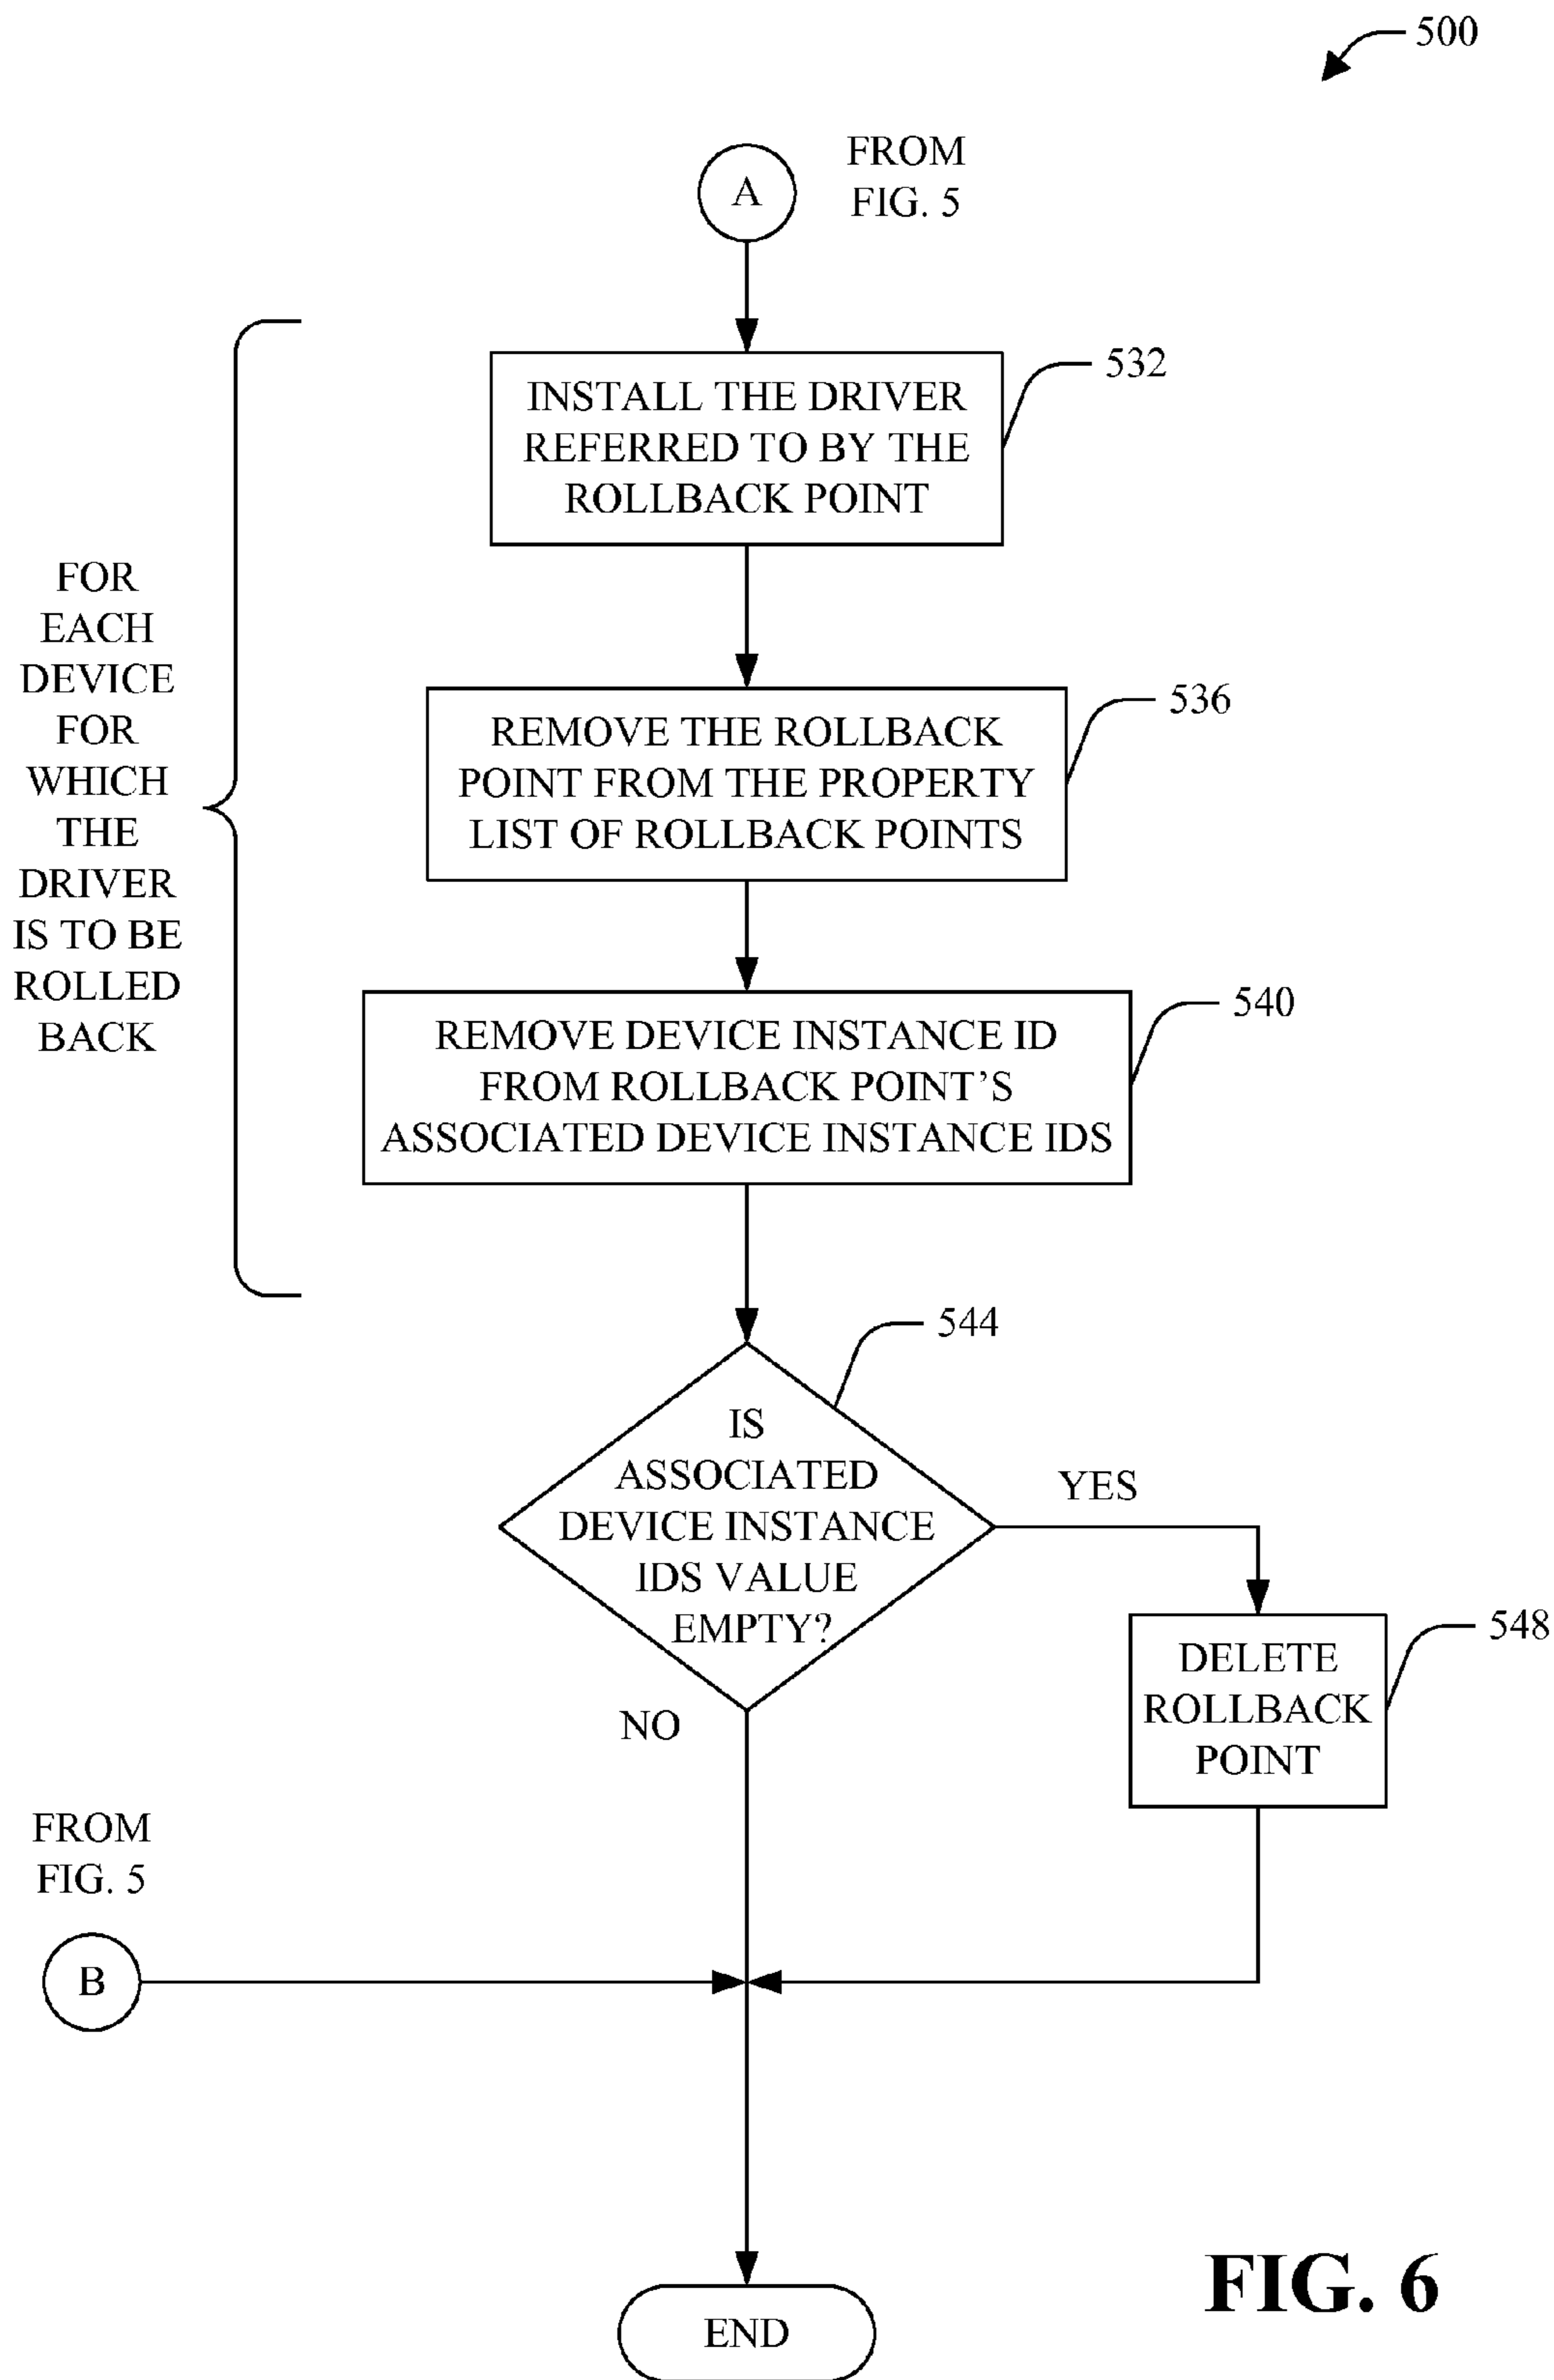 500
A
FROM
FIG. 5
INSTALL THE DRIVER
REFERRED TO BY THE
ROLLBACK POINT
532
FOR
EACH
DEVICE
FOR
WHICH
THE
DRIVER
IS TO BE
ROLLED
BACK
REMOVE THE ROLLBACK
POINT FROM THE PROPERTY
LIST OF ROLLBACK POINTS
536
REMOVE DEVICE INSTANCE ID
FROM ROLLBACK POINT'S
ASSOCIATED DEVICE INSTANCE IDS
540
544
IS
ASSOCIATED
DEVICE INSTANCE
IDS VALUE
EMPTY?
YES
NO
DELETE
ROLLBACK
POINT
548
FROM
FIG. 5
B
END
FIG. 6